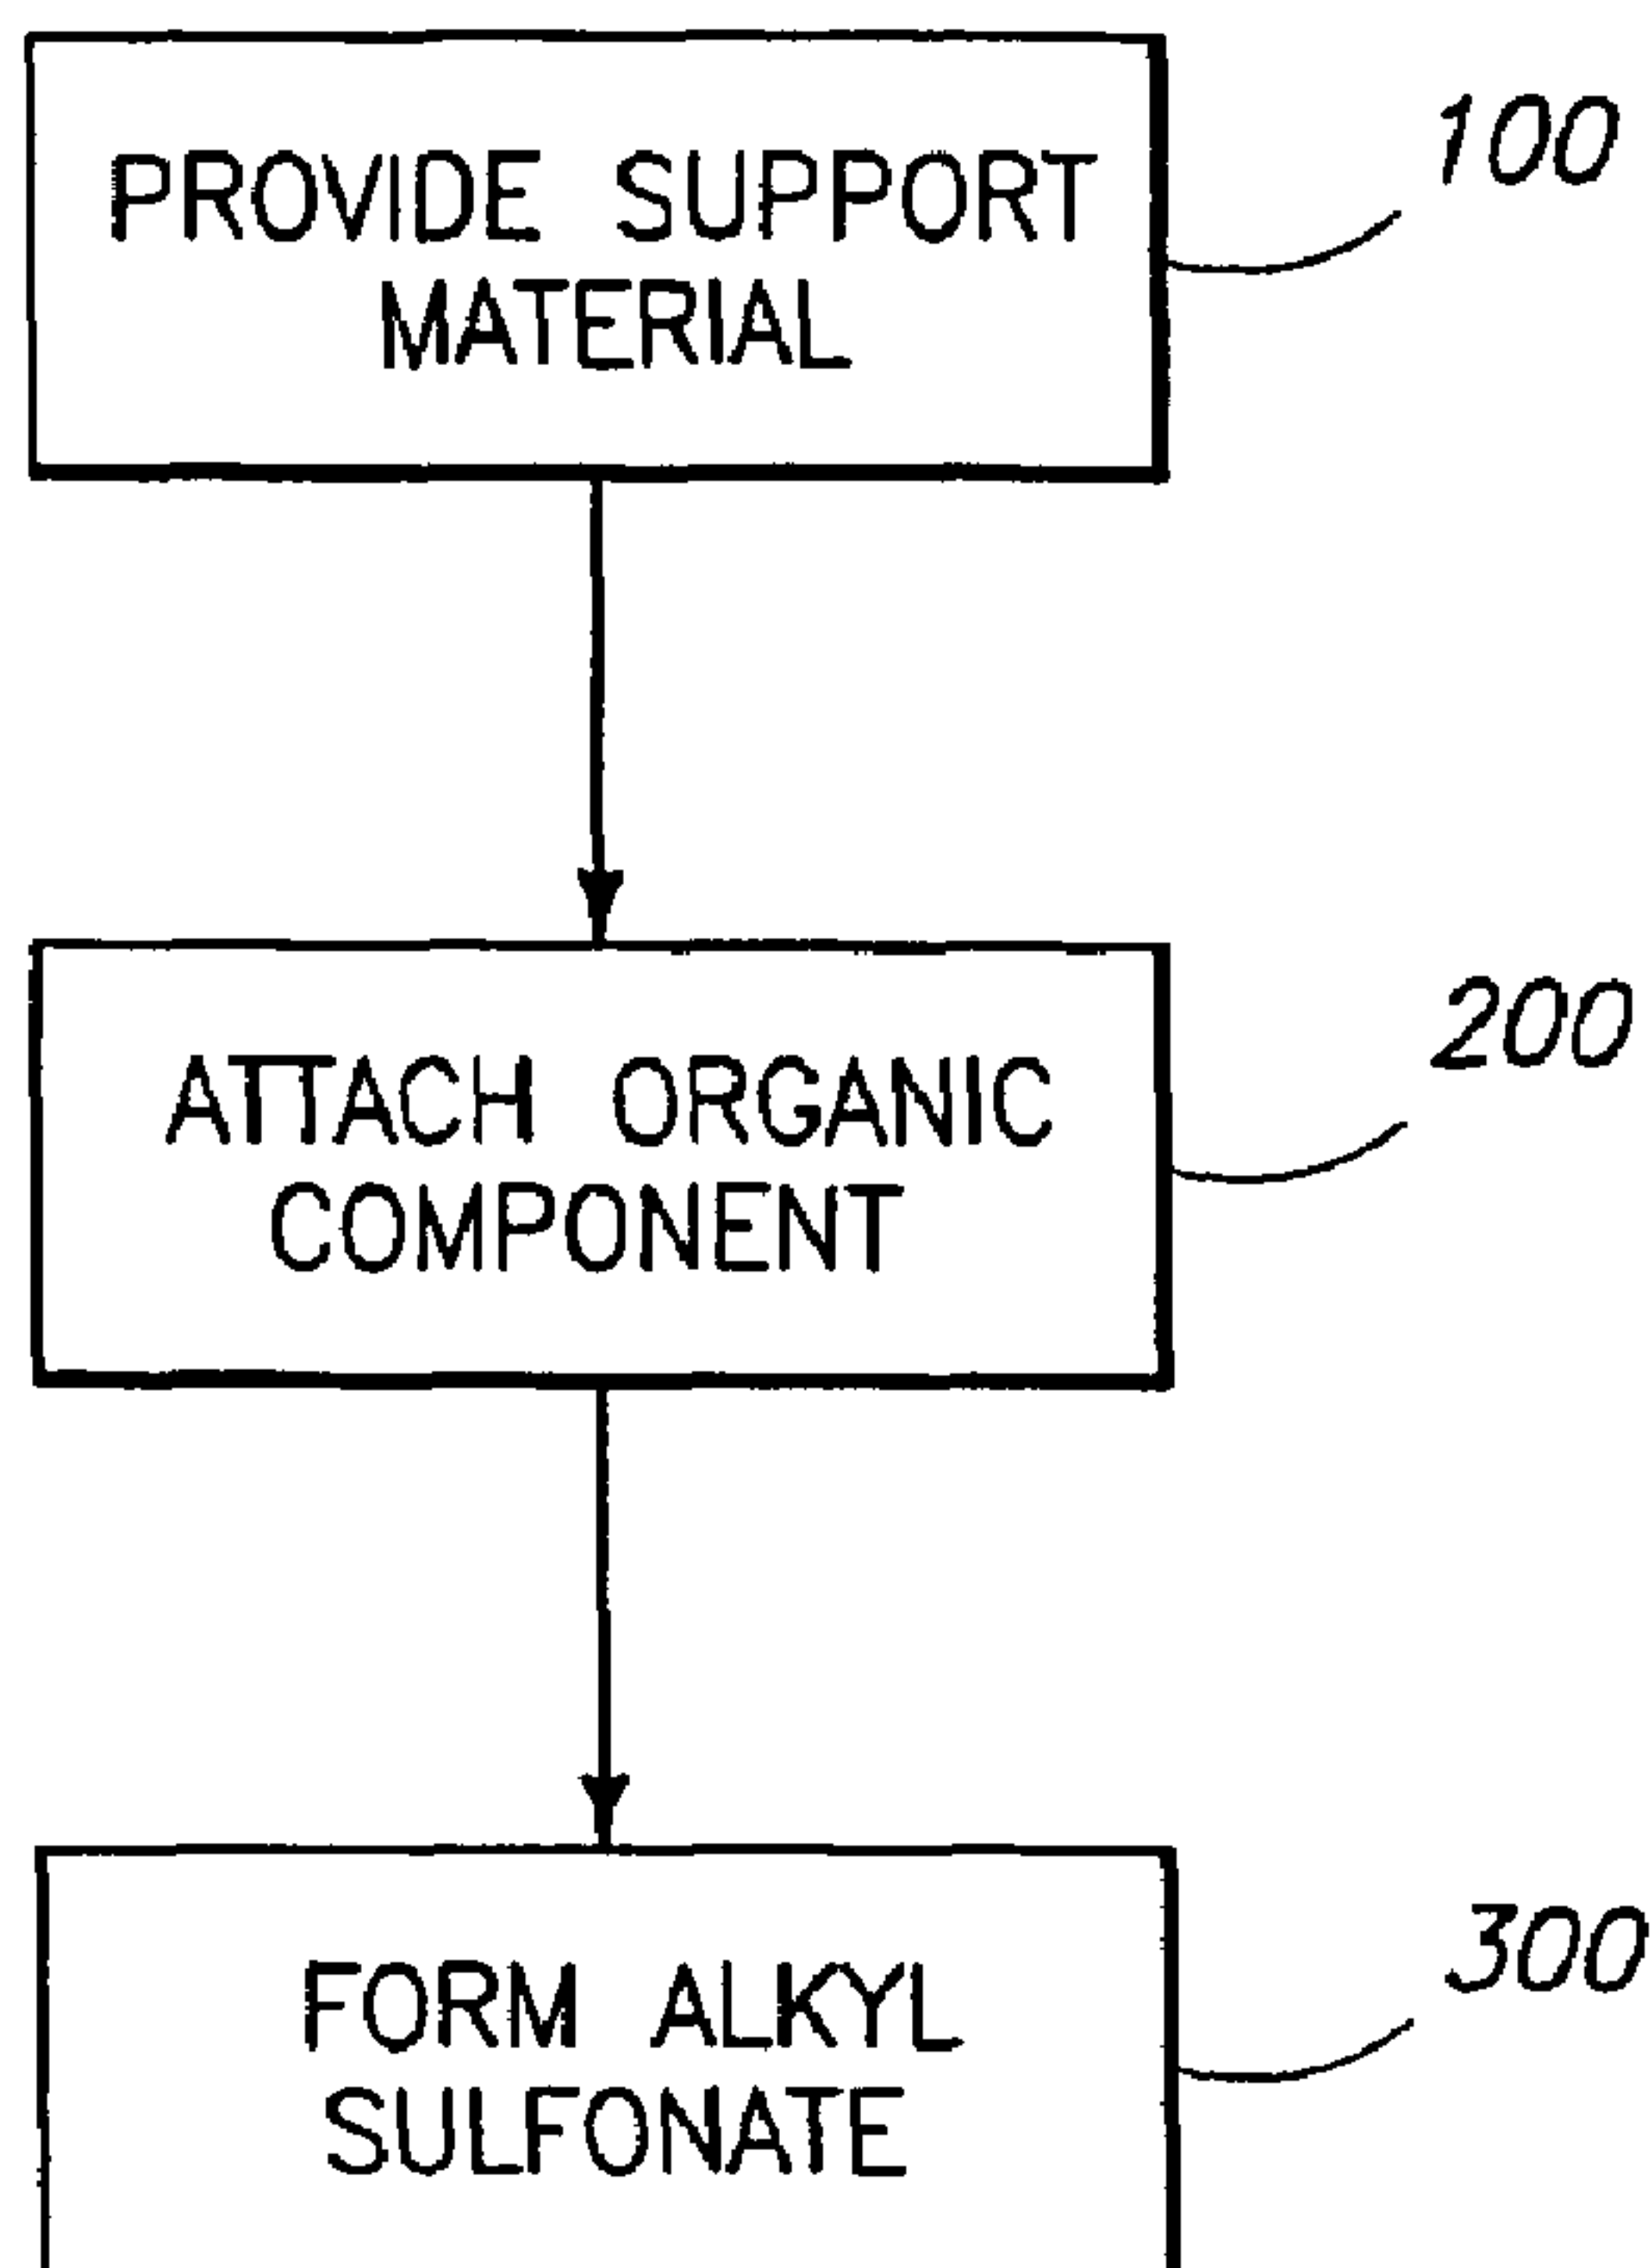 PROVIDE SUPPORT
MATERIAL
100
ATTACH ORGANIC
COMPONENT
200
FORM ALKYL
SULFONATE
300